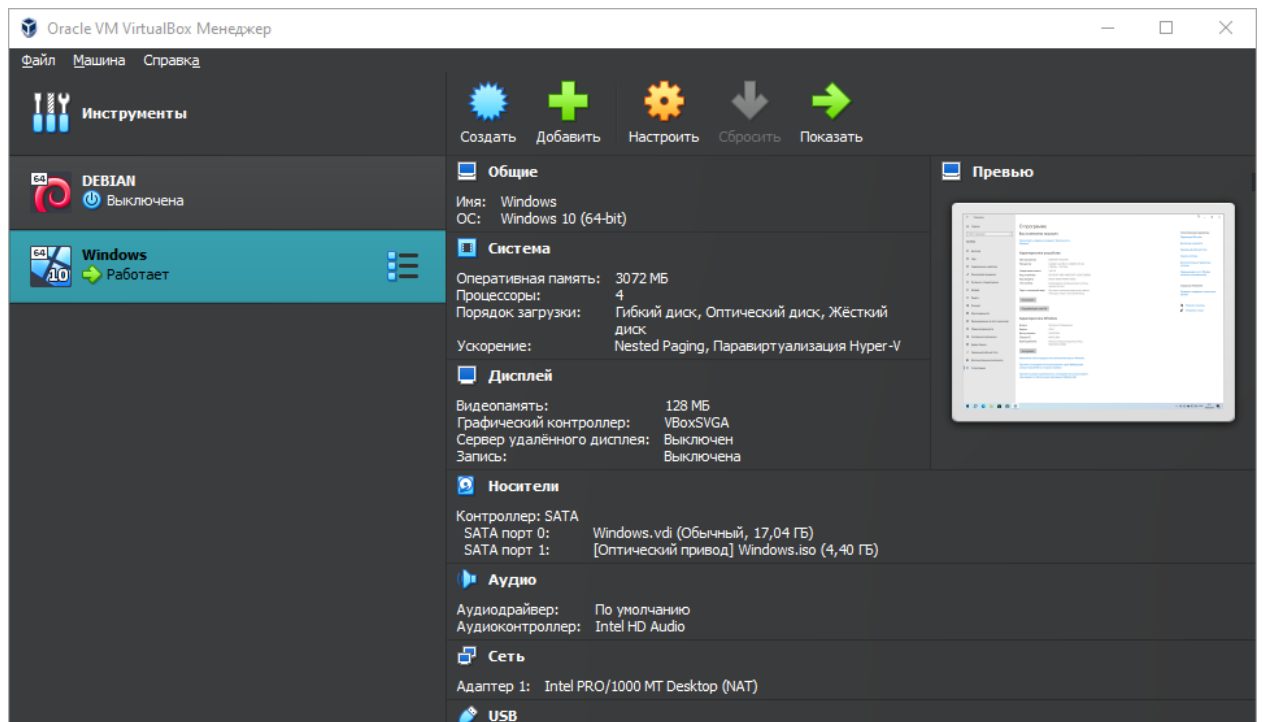 Oracle VM VirtualBox Менеджер
Файл Машина Справка
Инструменты
Создать Добавить Настроить Сбросить Показать
64
DEBIAN
Выключена
64
10
Windows
Работает
Общие
Имя: Windows
ОС: Windows 10 (64-bit)
Система
Оперативная память: 3072 МБ
Процессоры: 4
Порядок загрузки: Гибкий диск, Оптический диск, Жёсткий
диск
Ускорение: Nested Paging, Паравиртуализация Hyper-V
Дисплей
Видеопамять: 128 МБ
Графический контроллер: VBoxSVGA
Сервер удалённого дисплея: Выключен
Запись: Выключена
Носители
Контроллер: SATA
SATA порт 0: Windows.vdi (Обычный, 17,04 ГБ)
SATA порт 1: [Оптический привод] Windows.iso (4,40 ГБ)
Аудио
Аудиодрайвер: По умолчанию
Аудиоконтроллер: Intel HD Audio
Сеть
Адаптер 1: Intel PRO/1000 MT Desktop (NAT)
USB
Превью
О программе